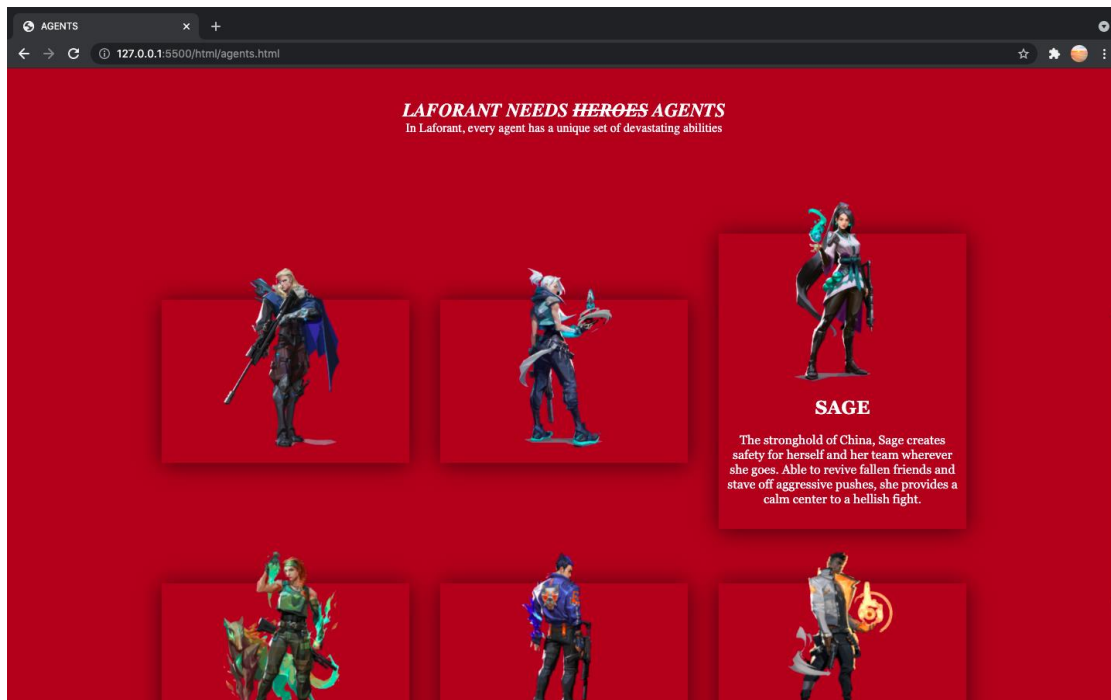 AGENTS
127.0.0.1:5500/html/agents.html
LAFORANT NEEDS HEROES AGENTS
In Laforant, every agent has a unique set of devastating abilities
SAGE
The stronghold of China, Sage creates
safety for herself and her team wherever
she goes. Able to revive fallen friends and
stave off aggressive pushes, she provides a
calm center to a hellish fight.